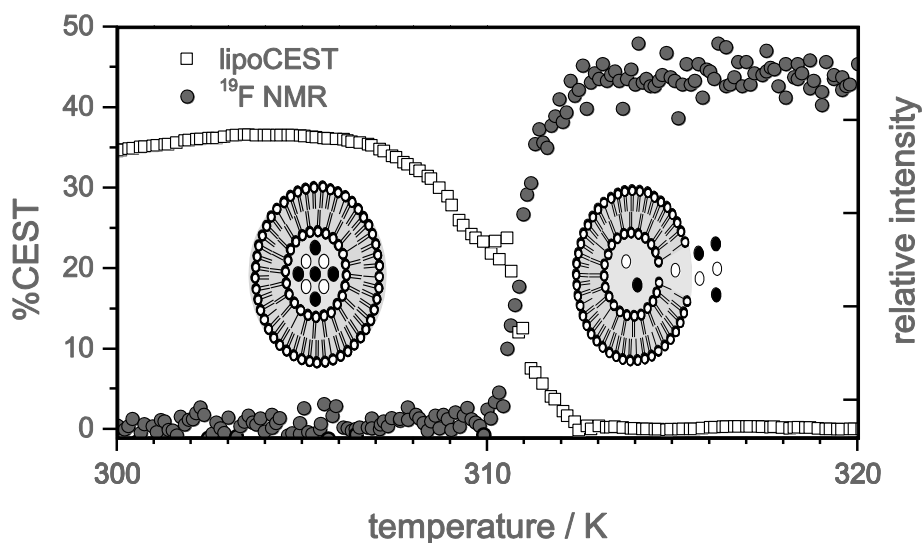 50
40
30
20
10
0
%CEST
□ lipoCEST
● ¹⁹F NMR
relative intensity
300
310
320
temperature / K